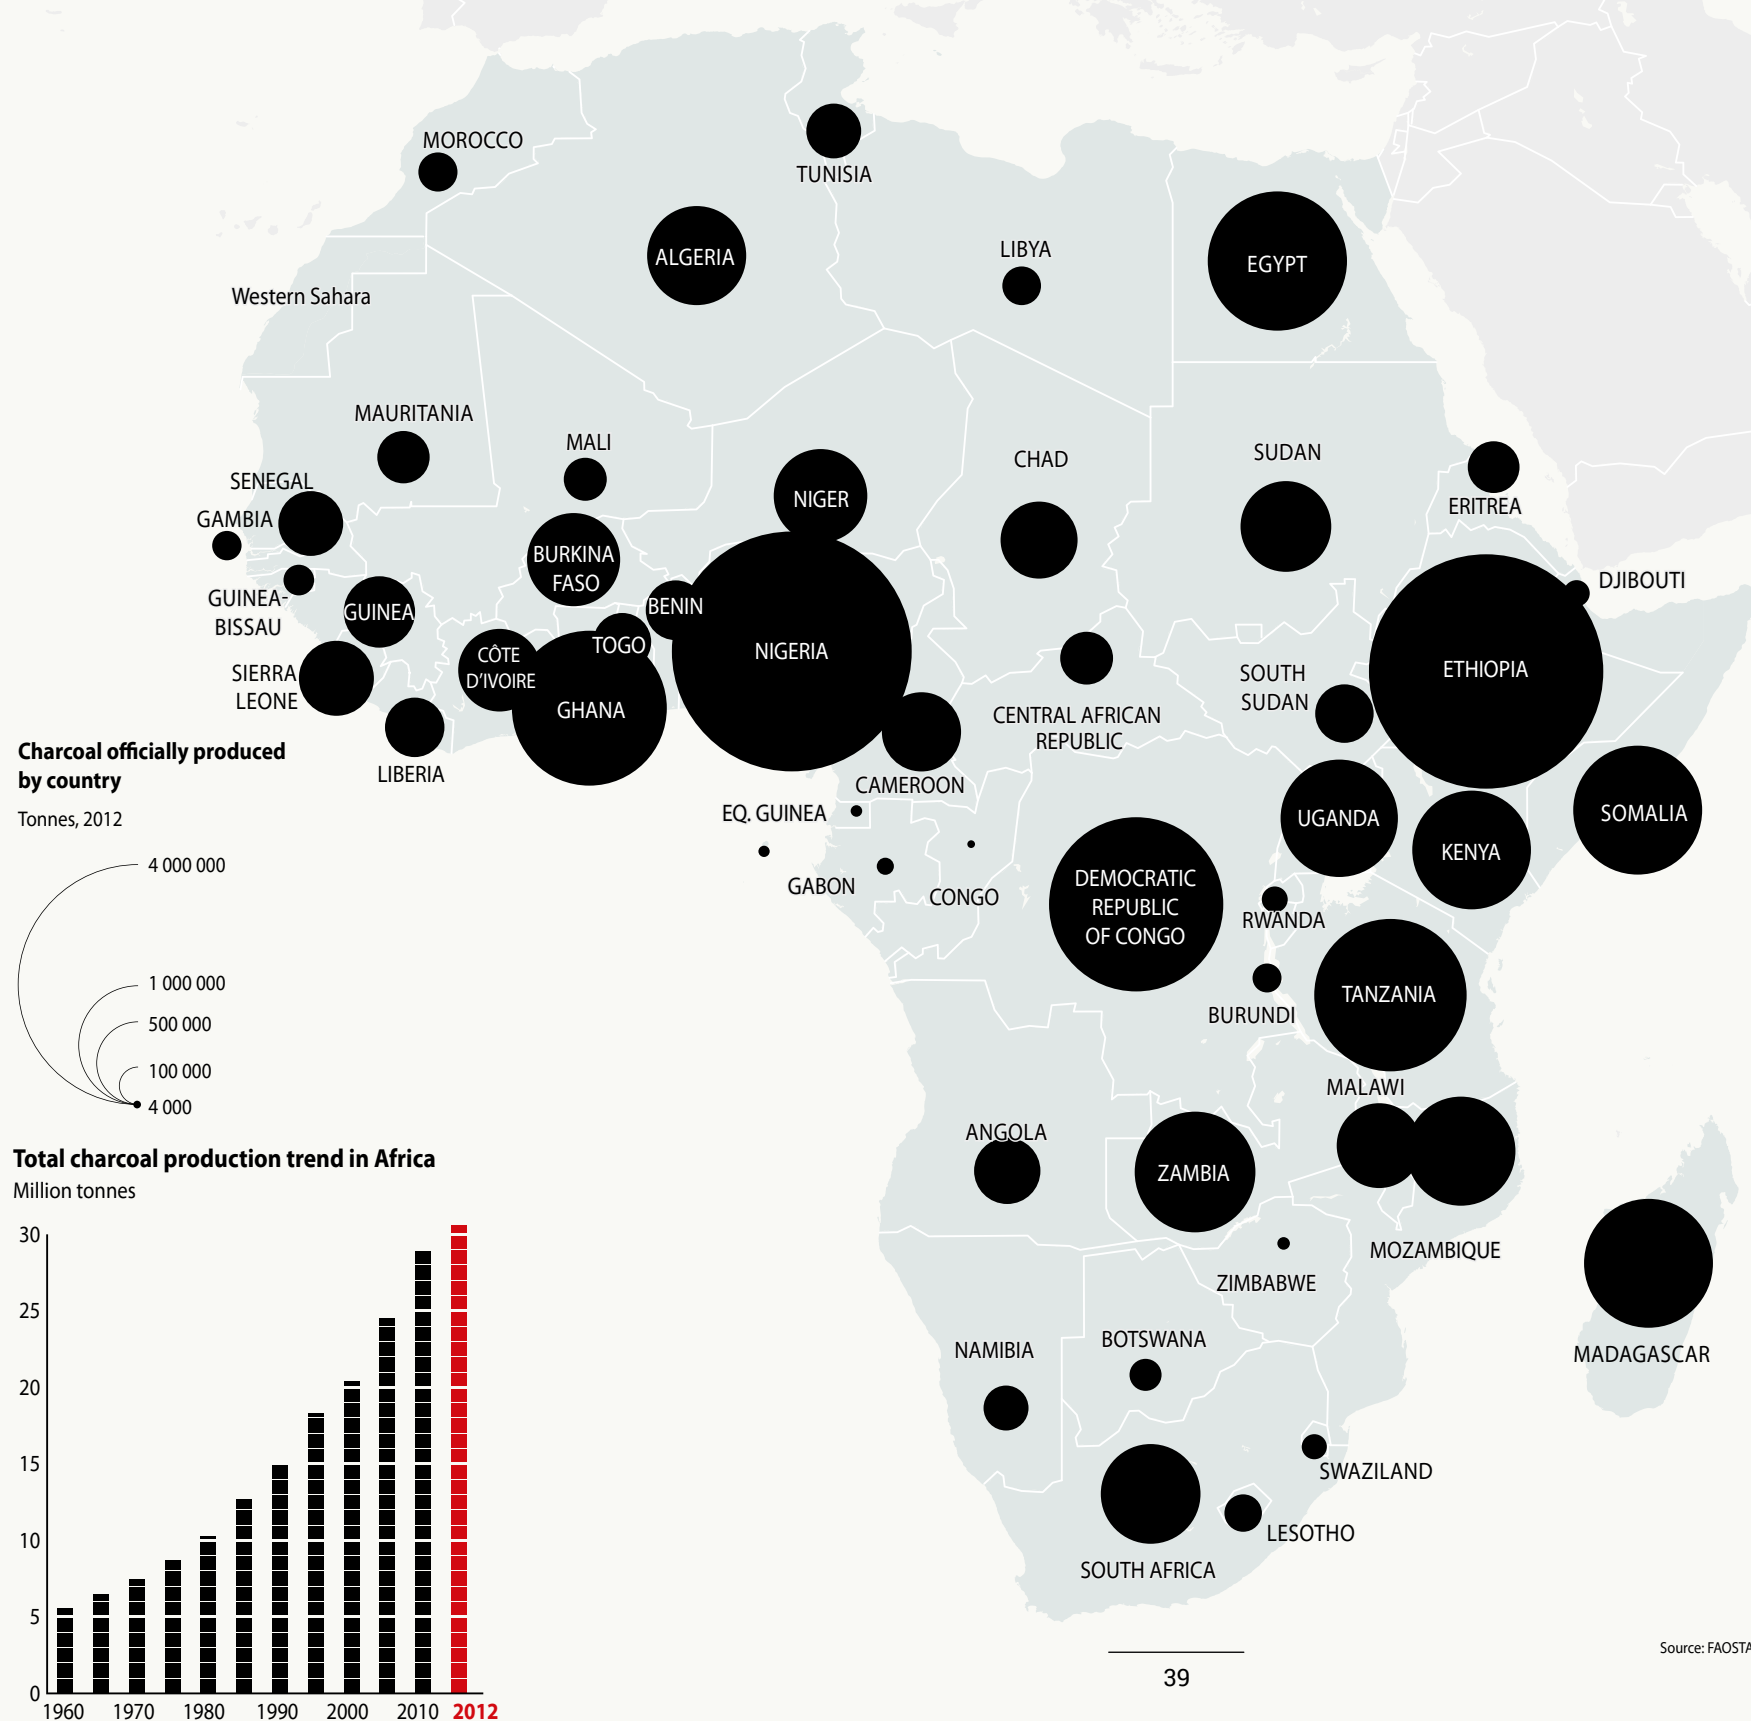 MOROCCO
TUNISIA
ALGERIA
LIBYA
EGYPT
Western Sahara
MAURITANIA
MALI
NIGER
CHAD
SUDAN
ERITREA
SENEGAL
GAMBIA
BURKINA
FASO
BENIN
DJIBOUTI
GUINEA-
BISSAU
GUINEA
TOGO
NIGERIA
CÔTE
D'IVOIRE
GHANA
SIERRA
LEONE
LIBERIA
CAMEROON
CENTRAL AFRICAN
REPUBLIC
SOUTH
SUDAN
ETHIOPIA
UGANDA
KENYA
SOMALIA
EQ. GUINEA
GABON
CONGO
DEMOCRATIC
REPUBLIC
OF CONGO
RWANDA
BURUNDI
TANZANIA
MALAWI
ANGOLA
ZAMBIA
MOZAMBIQUE
ZIMBABWE
MADAGASCAR
NAMIBIA
BOTSWANA
SWAZILAND
LESOTHO
SOUTH AFRICA
Charcoal officially produced
by country
Tonnes, 2012
4 000 000
1 000 000
500 000
100 000
4 000
Total charcoal production trend in Africa
Million tonnes
30
25
20
15
10
5
0
1960 1970 1980 1990 2000 2010 2012
39
Source: FAOSTA